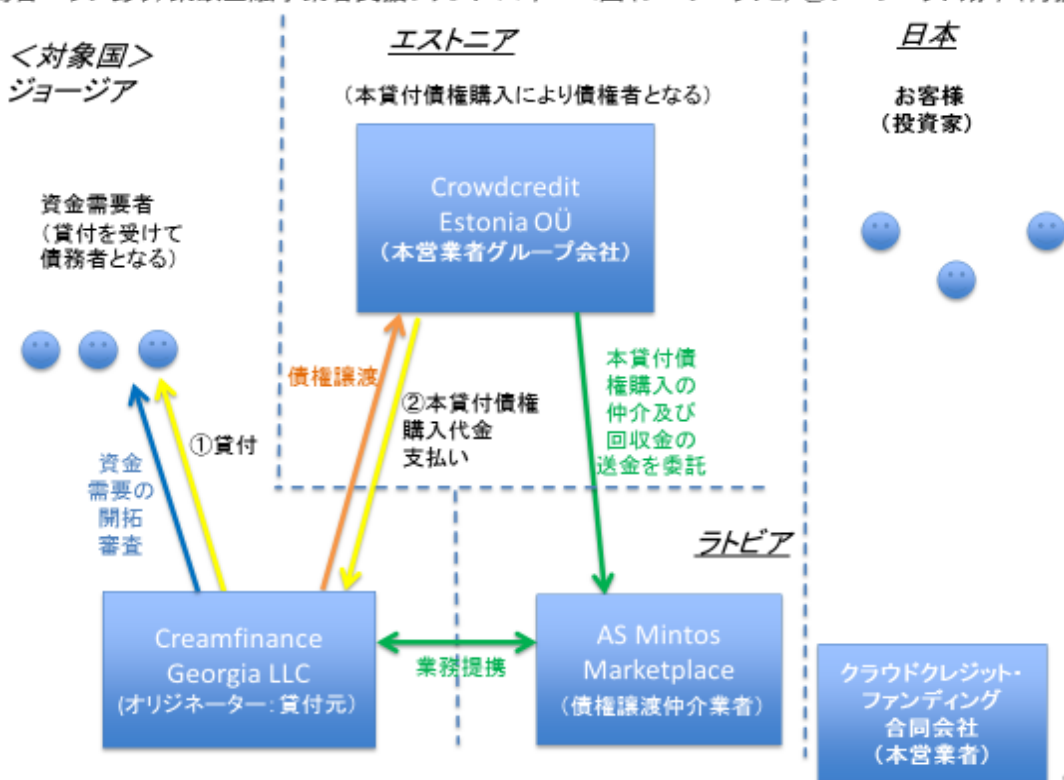 ＜対象国＞
ジョージア
資金需要者
（貸付を受けて
債務者となる）
①貸付
資金
需要の
開拓
審査
エストニア
（本貸付債権購入により債権者となる）
Crowdcredit
Estonia OÜ
（本営業者グループ会社）
債権譲渡
②本貸付債権
購入代金
支払い
本貸付債
権購入の
仲介及び
回収金の
送金を委託
日本
お客様
（投資家）
ラトビア
Creamfinance
Georgia LLC
（オリジネーター：貸付元）
業務提携
AS Mintos
Marketplace
（債権譲渡仲介業者）
クラウドクレジット・
ファンディング
合同会社
（本営業者）